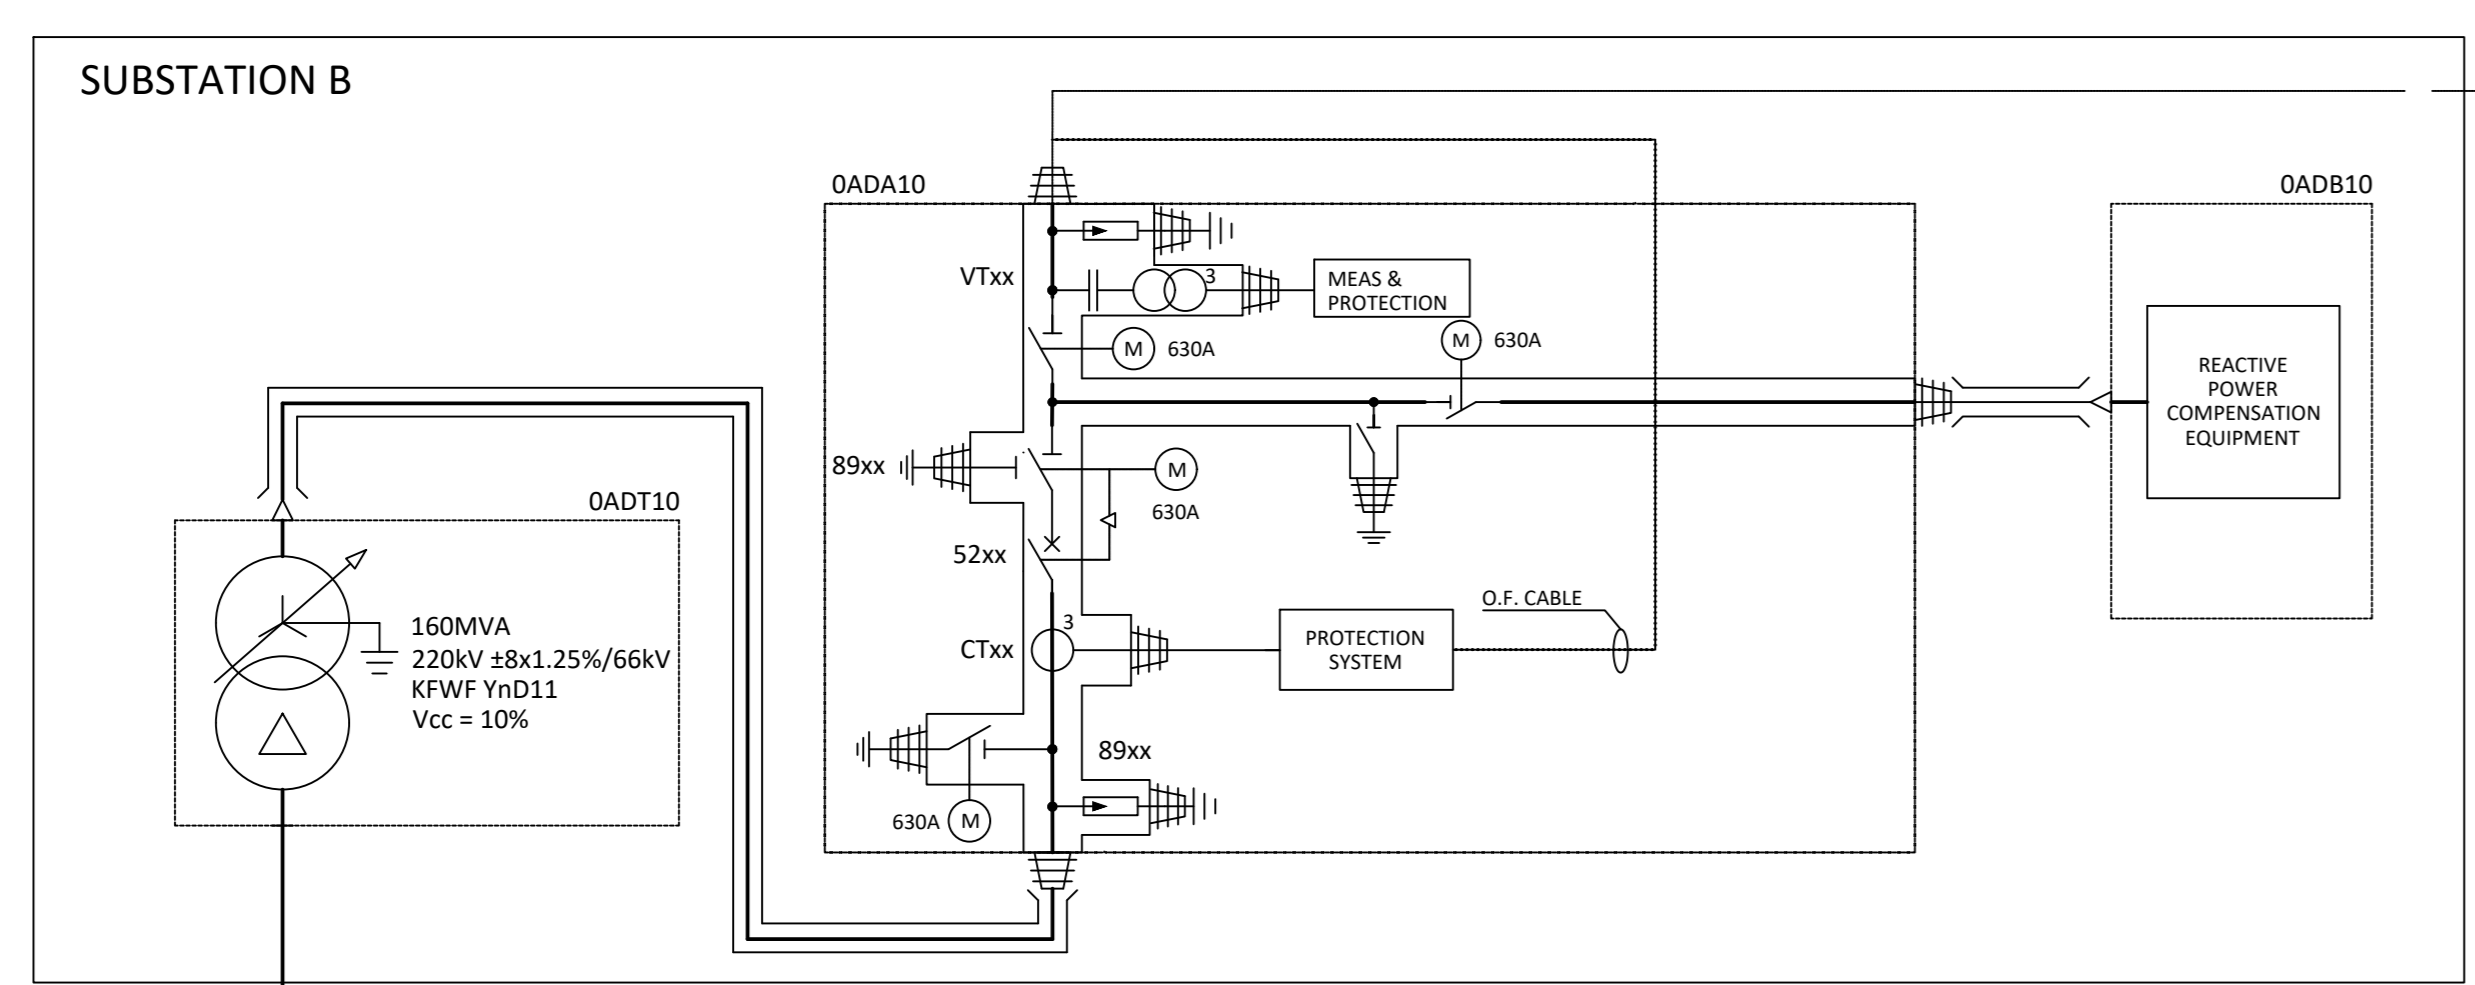 SUBSTATION B
0ADA10
0ADB10
VTxx
3
MEAS &
PROTECTION
M
630A
M
630A
REACTIVE
POWER
COMPENSATION
EQUIPMENT
89xx
M
630A
0ADT10
52xx
160MVA
220kV ±8x1.25%/66kV
KFWF YnD11
Vcc = 10%
CTxx
3
PROTECTION
SYSTEM
O.F. CABLE
89xx
630A
M